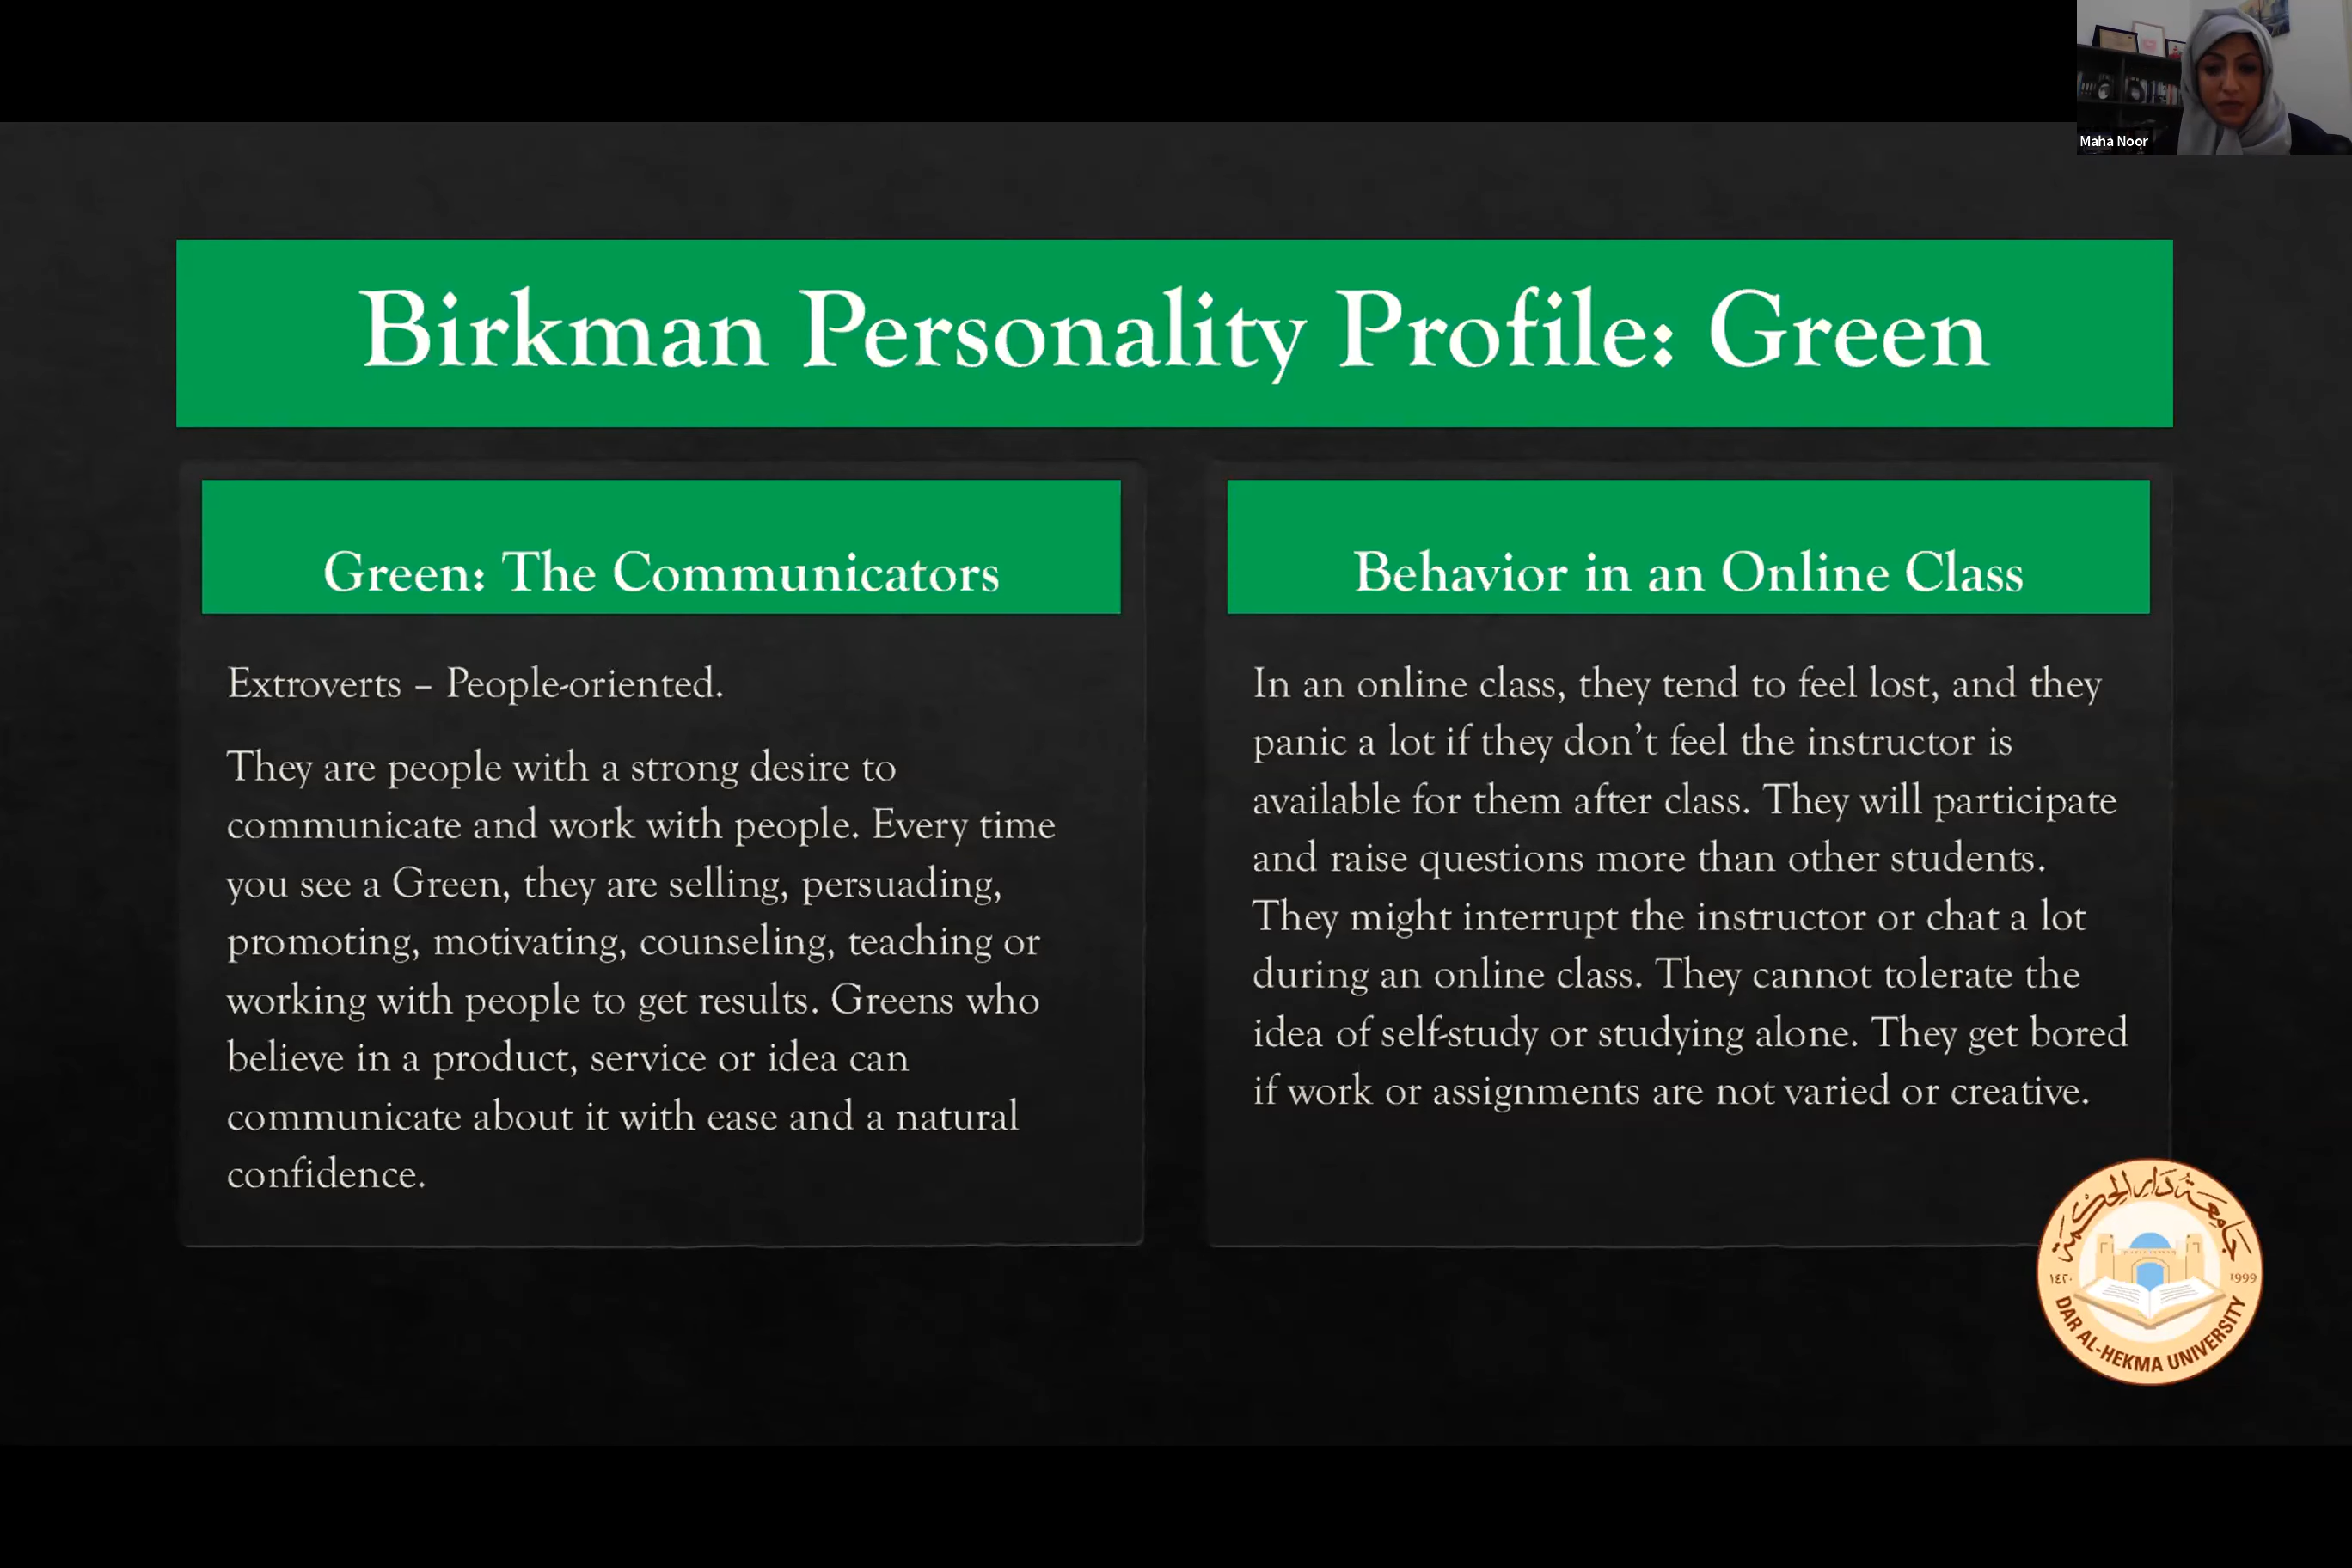 Maha Noor
Birkman Personality Profile: Green
Green: The Communicators
Extroverts – People-oriented.
They are people with a strong desire to
communicate and work with people. Every time
you see a Green, they are selling, persuading,
promoting, motivating, counseling, teaching or
working with people to get results. Greens who
believe in a product, service or idea can
communicate about it with ease and a natural
confidence.
Behavior in an Online Class
In an online class, they tend to feel lost, and they
panic a lot if they don’t feel the instructor is
available for them after class. They will participate
and raise questions more than other students.
They might interrupt the instructor or chat a lot
during an online class. They cannot tolerate the
idea of self-study or studying alone. They get bored
if work or assignments are not varied or creative.
جَامِعَة دَار الحِكْمَة
١٤٢٠
1999
DAR AL-HEKMA UNIVERSITY